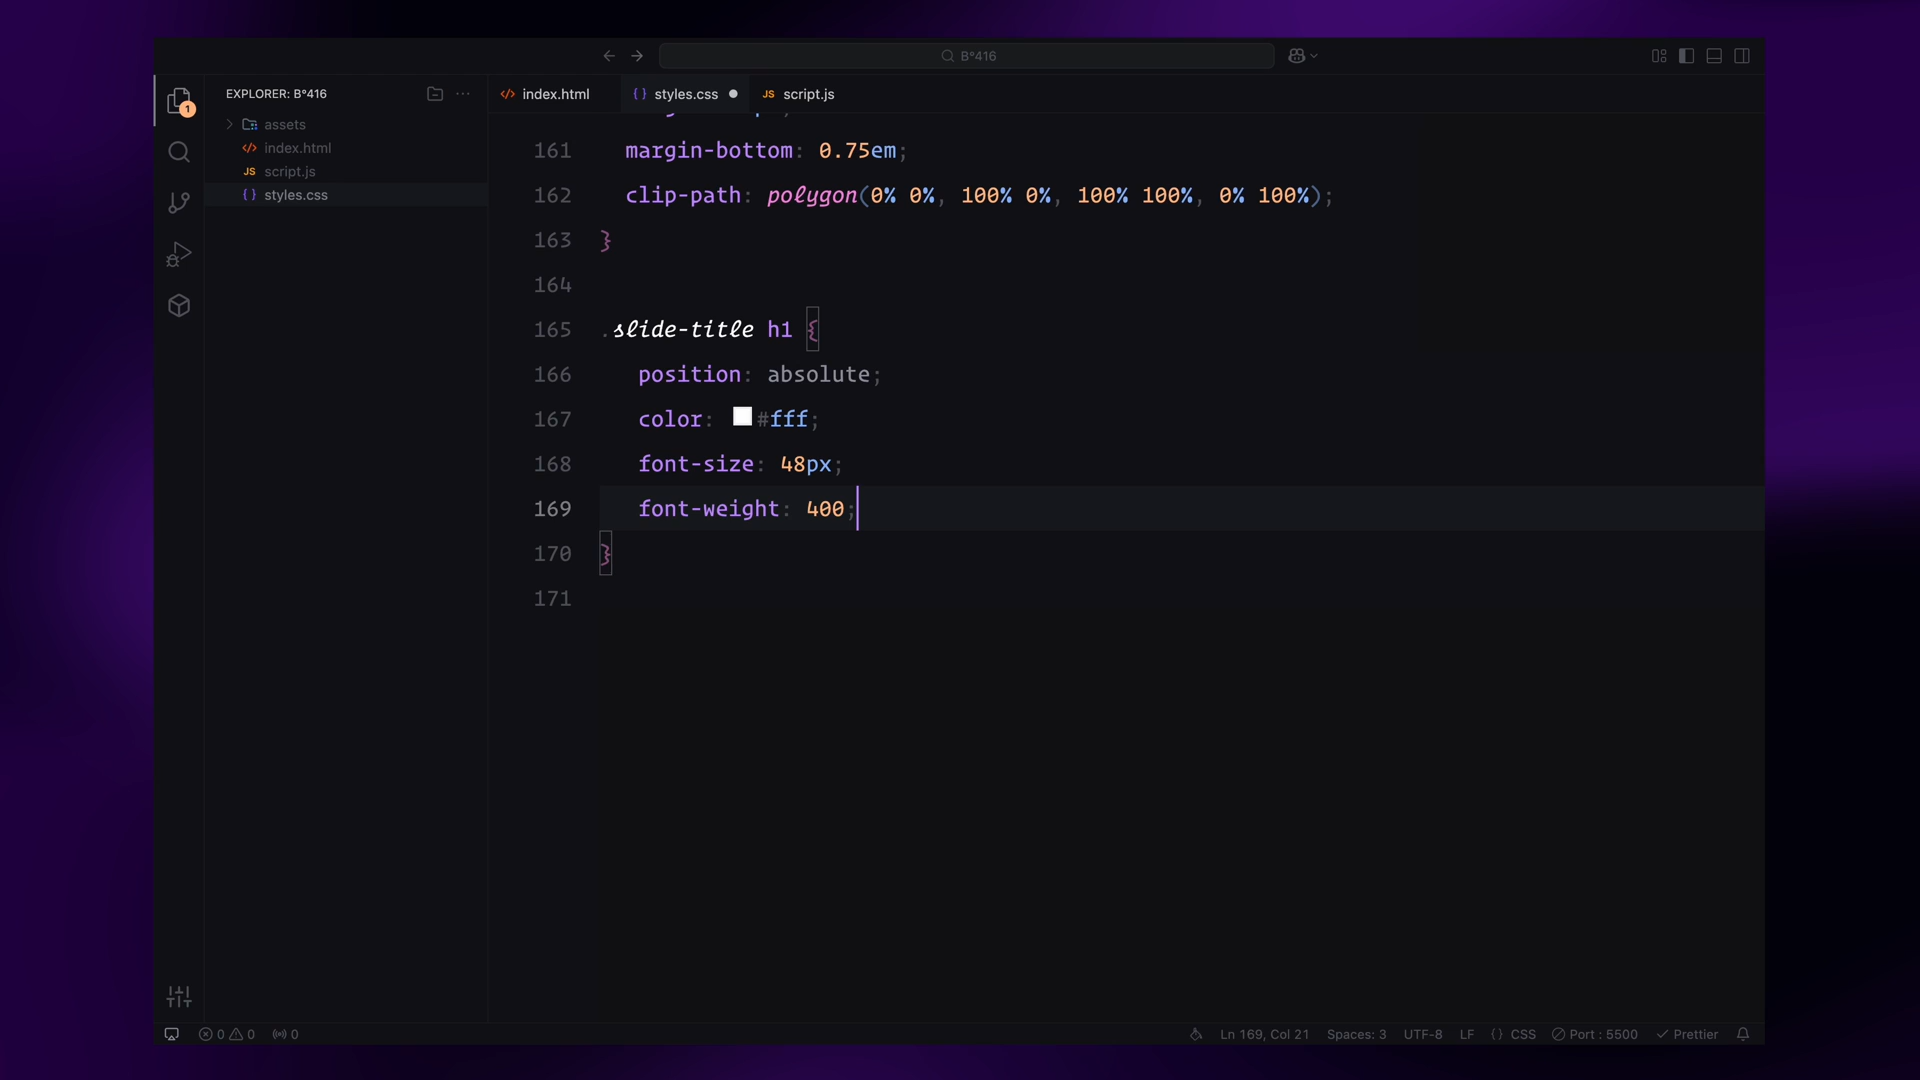 B°416
EXPLORER: B°416
assets
index.html
JS script.js
{} styles.css
1
index.html
{} styles.css
JS script.js
161 margin-bottom: 0.75em;
162 clip-path: polygon(0% 0%, 100% 0%, 100% 100%, 0% 100%);
163 }
164
165 .slide-title h1 {
166 position: absolute;
167 color: #fff;
168 font-size: 48px;
169 font-weight: 400;
170 }
171
0 0 0 Ln 169, Col 21 Spaces: 3 UTF-8 LF {} CSS Port : 5500 Prettier